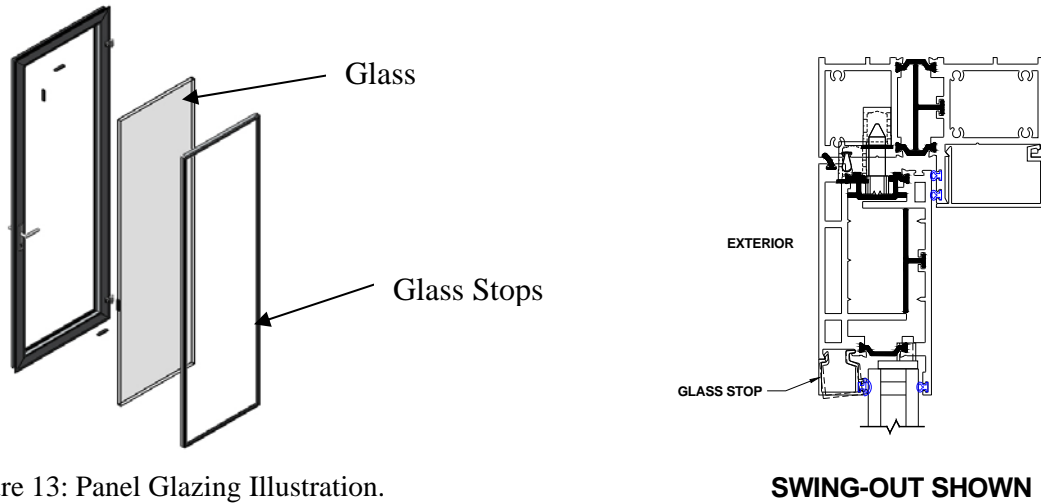 Glass
Glass Stops
EXTERIOR
GLASS STOP
re 13: Panel Glazing Illustration.
SWING-OUT SHOWN